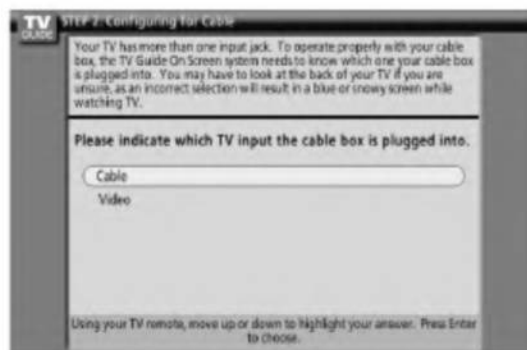 TV
GUIDE
STEP 2: Configuring for Cable
Your TV has more than one input jack. To operate properly with your cable
box, the TV Guide On Screen system needs to know which one your cable box
is plugged into. You may have to look at the back of your TV if you are
unsure, as an incorrect selection will result in a blue or snowy screen while
watching TV.
Please indicate which TV input the cable box is plugged into.
Cable
Video
Using your TV remote, move up or down to highlight your answer. Press Enter
to choose.